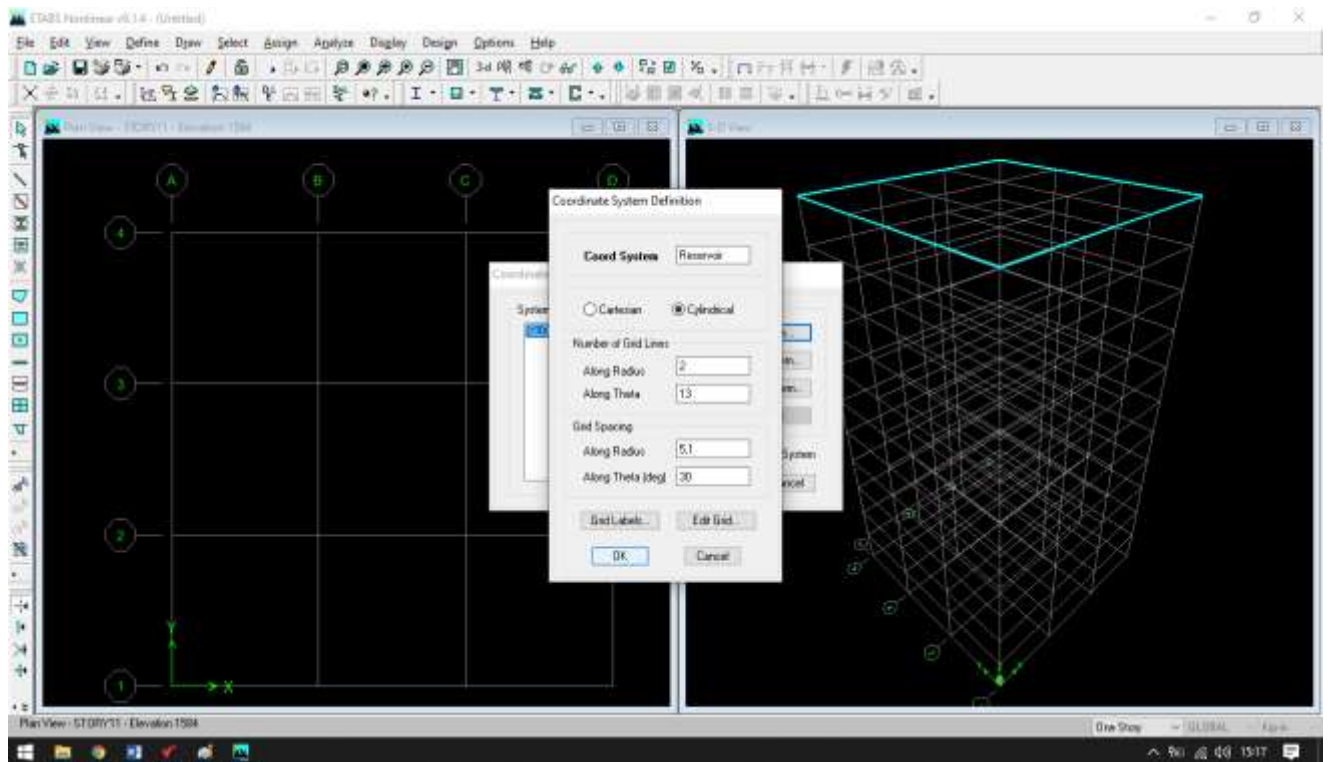 ETABS Nonlinear v9.1.4 - (Untitled)
File Edit View Define Draw Select Assign Analyze Display Design Options Help
3-d
Plan View - STORY11 - Elevation 1584
3-D View
A B C D
4
3
2
1
Y
X
Coordinate System Definition
Coord System Reservoir
Cartesian Cylindrical
Number of Grid Lines
Along Radius 2
Along Theta 13
Grid Spacing
Along Radius 5,1
Along Theta (deg) 30
Grid Labels... Edit Grid...
OK Cancel
System
Plan View - STORY11 - Elevation 1584
One Story GLOBAL
15:17